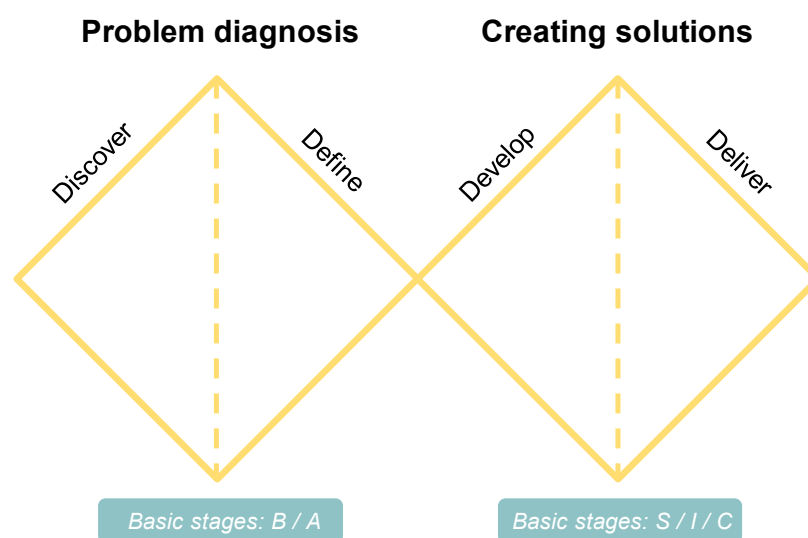 Problem diagnosis
Creating solutions
Discover
Define
Develop
Deliver
Basic stages: B / A
Basic stages: S / I / C